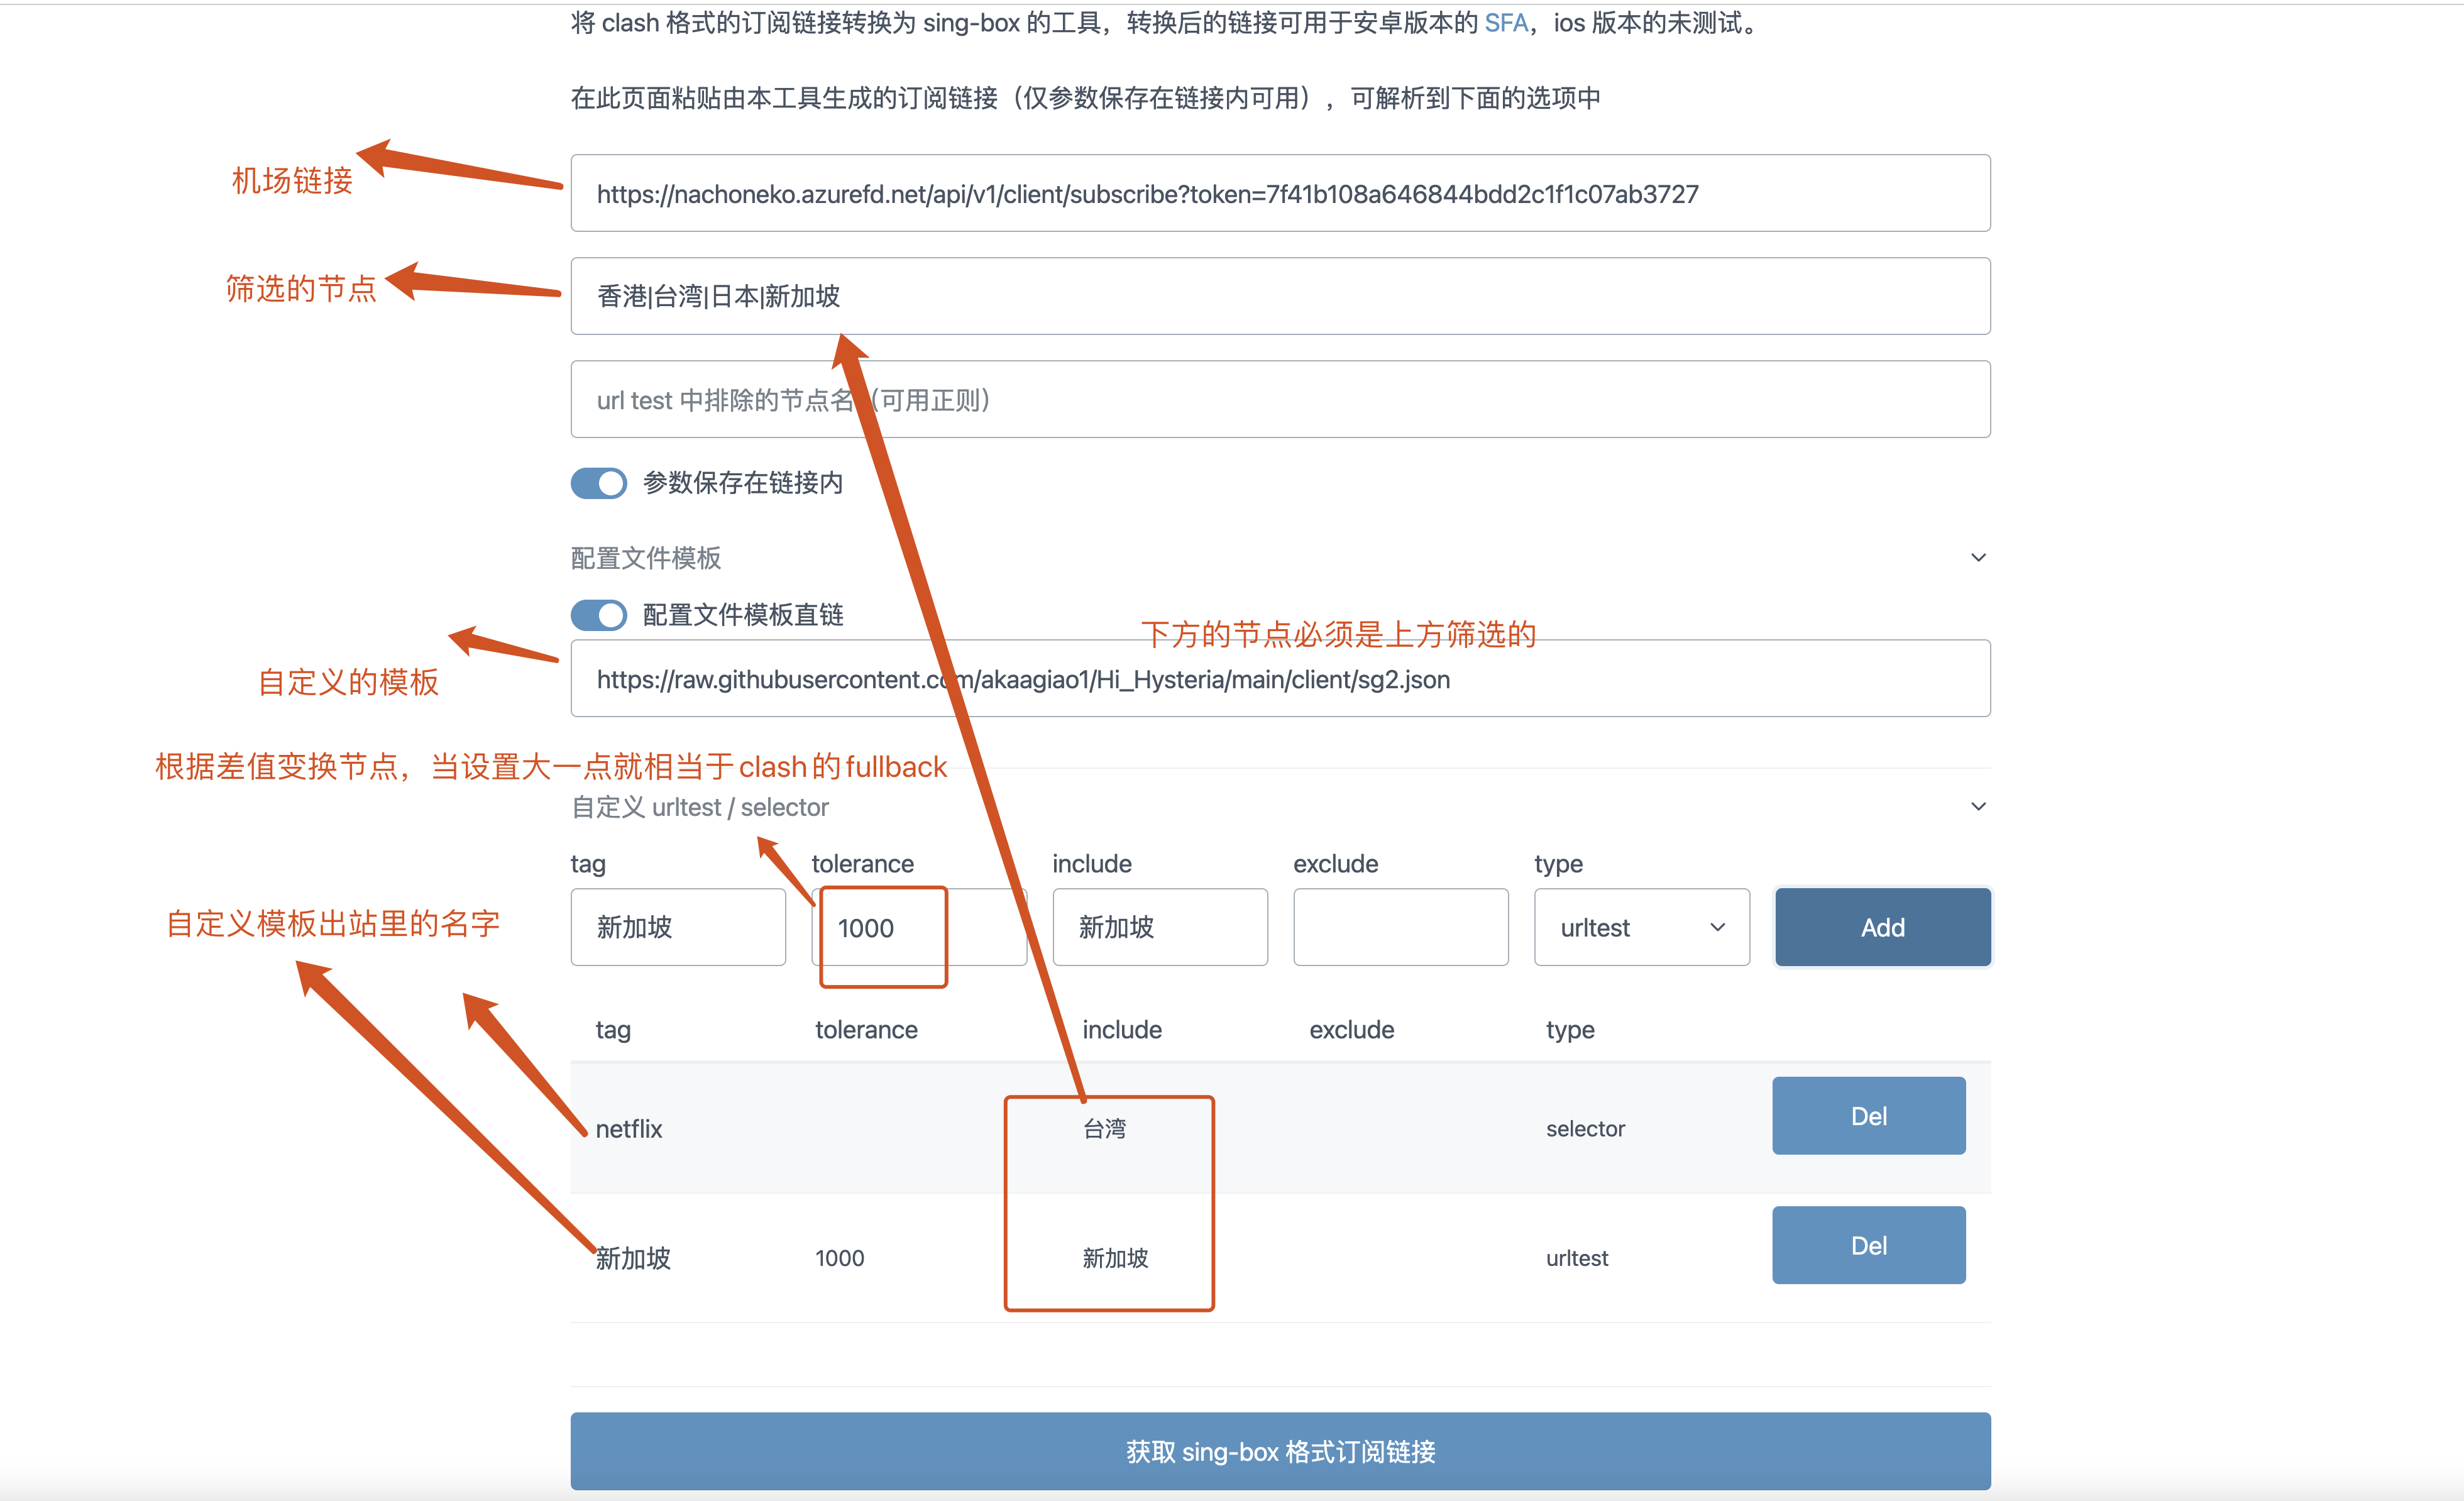 将 clash 格式的订阅链接转换为 sing-box 的工具，转换后的链接可用于安卓版本的 SFA，ios 版本的未测试。
在此页面粘贴由本工具生成的订阅链接（仅参数保存在链接内可用），可解析到下面的选项中
机场链接
https://nachoneko.azurefd.net/api/v1/client/subscribe?token=7f41b108a646844bdd2c1f1c07ab3727
筛选的节点
香港|台湾|日本|新加坡
url test 中排除的节点名（可用正则）
参数保存在链接内
配置文件模板
配置文件模板直链
下方的节点必须是上方筛选的
自定义的模板
https://raw.githubusercontent.com/akaagiao1/Hi_Hysteria/main/client/sg2.json
根据差值变换节点，当设置大一点就相当于clash的fullback
自定义 urltest / selector
tag tolerance include exclude type
自定义模板出站里的名字
新加坡 1000 新加坡 urltest Add
tag tolerance include exclude type
netflix 台湾 selector Del
新加坡 1000 新加坡 urltest Del
获取 sing-box 格式订阅链接